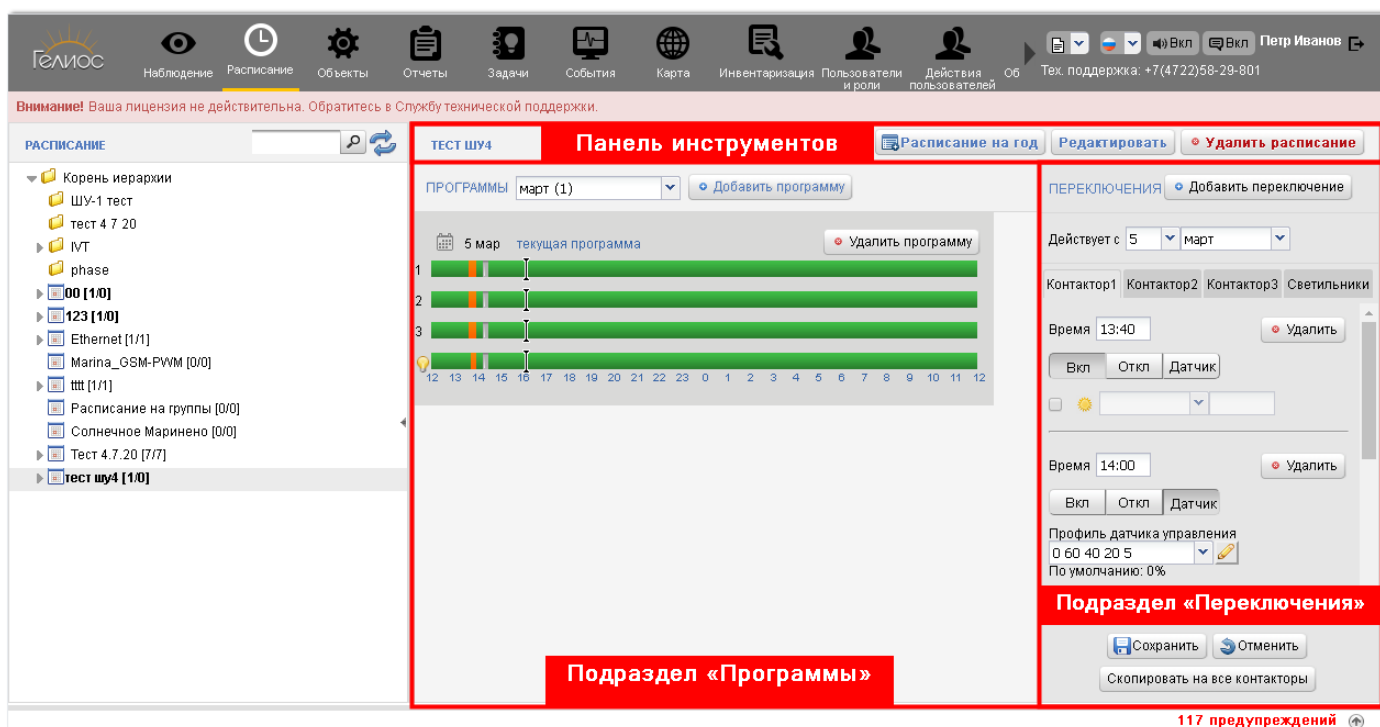 Гелиос
Наблюдение
Расписание
Объекты
Отчеты
Задачи
События
Карта
Инвентаризация
Пользователи и роли
Действия пользователей
Об
Вкл
Вкл
Петр Иванов
Тех. поддержка: +7(4722)58-29-801
Внимание! Ваша лицензия не действительна. Обратитесь в Службу технической поддержки.
РАСПИСАНИЕ
Корень иерархии
ШУ-1 тест
тест 4 7 20
IVT
phase
00 [1/0]
123 [1/0]
Ethernet [1/1]
Marina_GSM-PWM [0/0]
tttt [1/1]
Расписание на группы [0/0]
Солнечное Маринено [0/0]
Тест 4.7.20 [7/7]
тест шу4 [1/0]
ТЕСТ ШУ4
Панель инструментов
Расписание на год
Редактировать
Удалить расписание
ПРОГРАММЫ
март (1)
Добавить программу
5 мар текущая программа
Удалить программу
1
2
3
12 13 14 15 16 17 18 19 20 21 22 23 0 1 2 3 4 5 6 7 8 9 10 11 12
Подраздел «Программы»
ПЕРЕКЛЮЧЕНИЯ
Добавить переключение
Действует с 5 март
Контактор1 Контактор2 Контактор3 Светильники
Время 13:40 Удалить
Вкл Откл Датчик
Время 14:00 Удалить
Вкл Откл Датчик
Профиль датчика управления
0 60 40 20 5
По умолчанию: 0%
Подраздел «Переключения»
Сохранить
Отменить
Скопировать на все контакторы
117 предупреждений